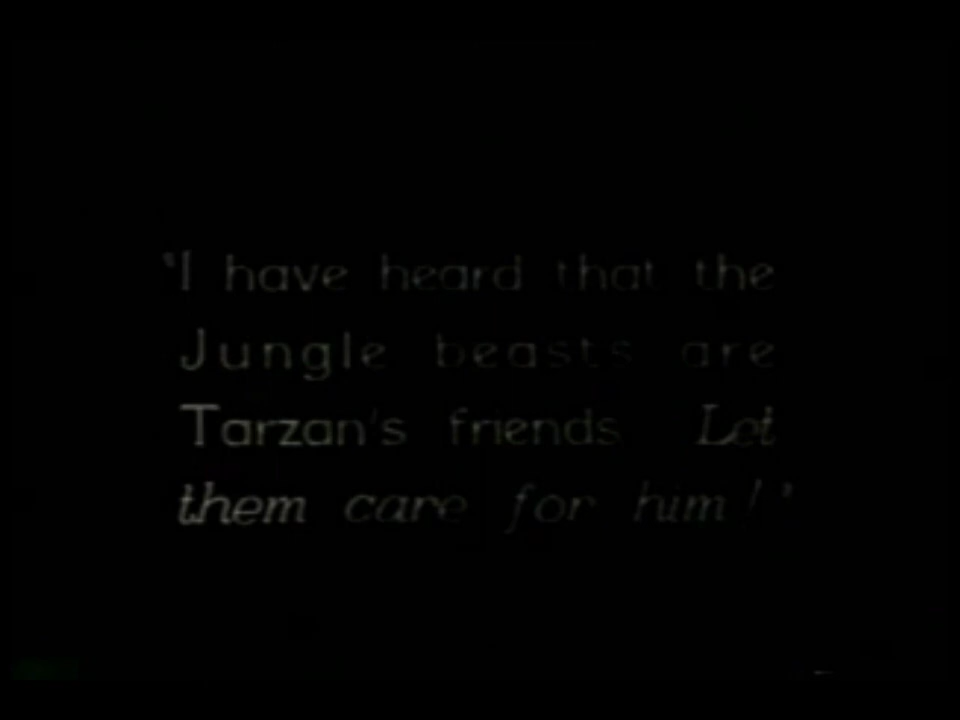 "I have heard that the
Jungle beasts are
Tarzan's friends Let
them care for him!"